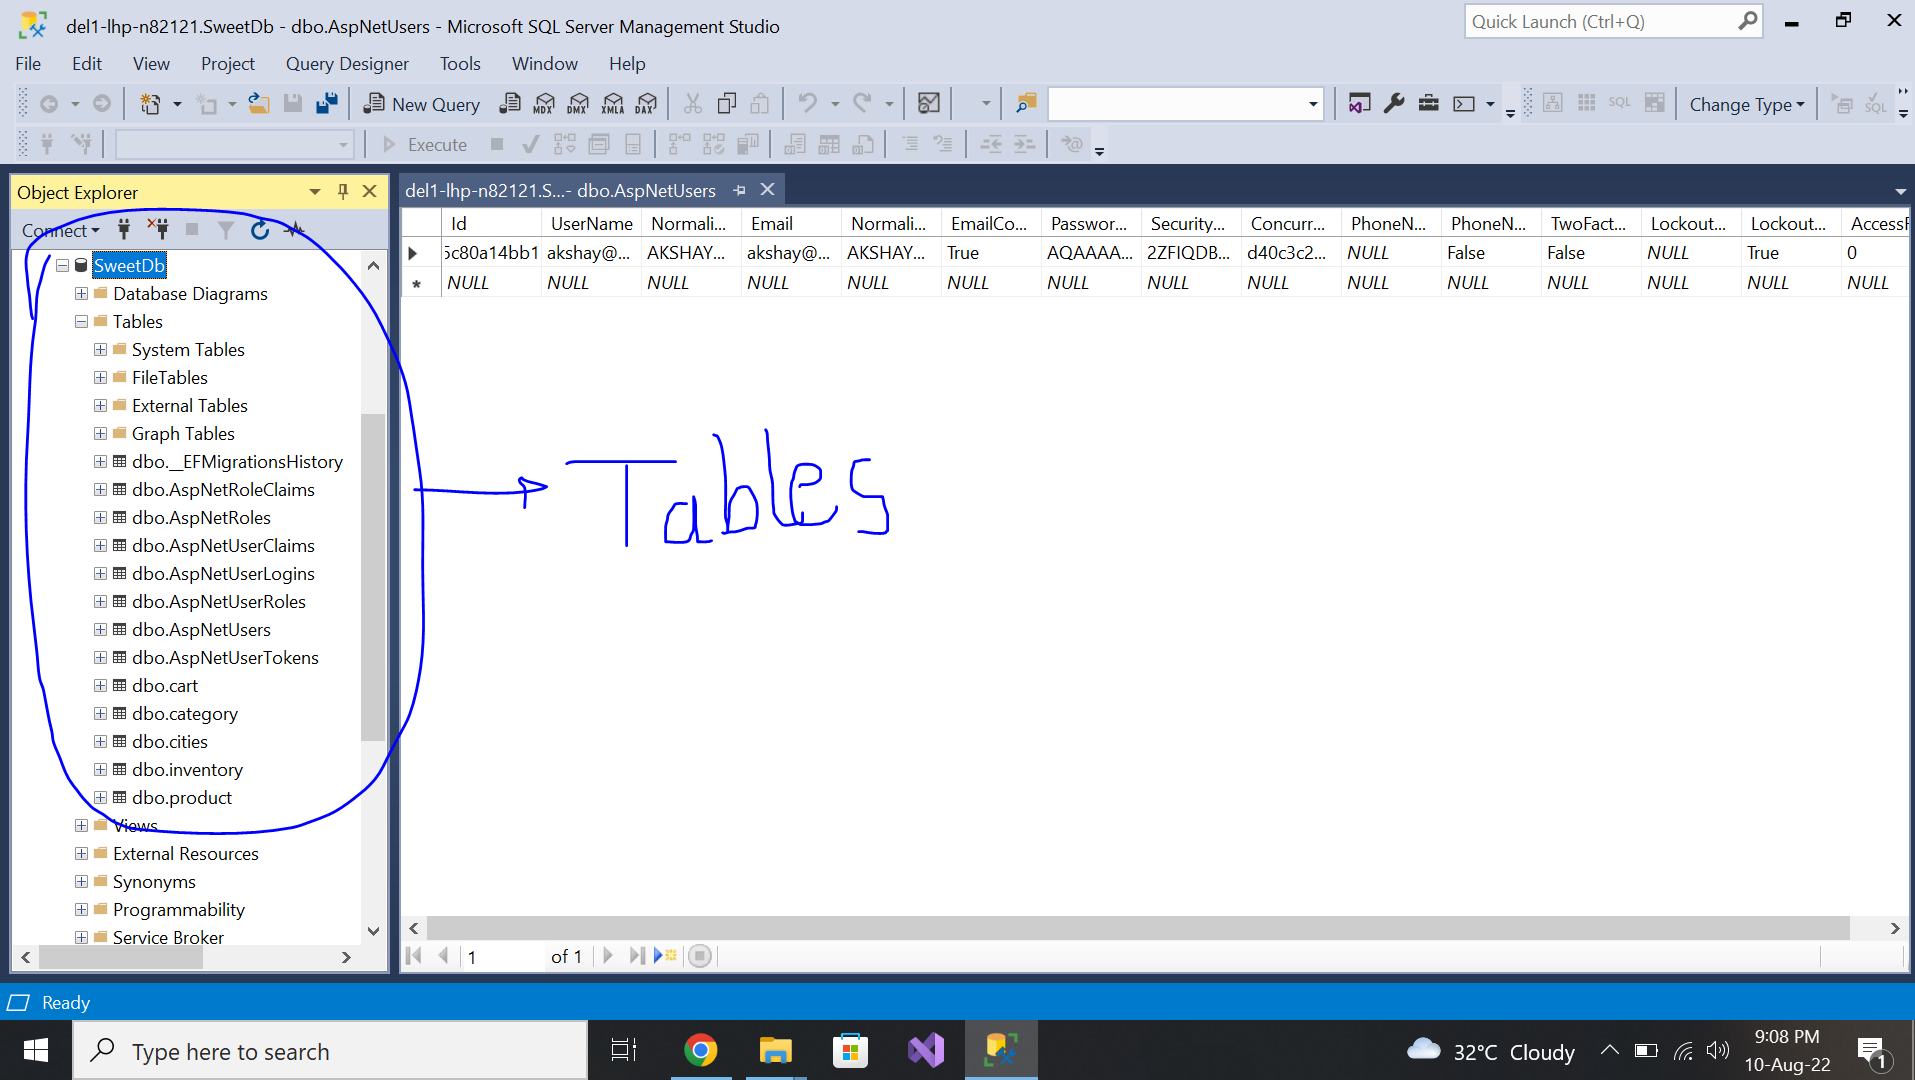 del1-lhp-n82121.SweetDb - dbo.AspNetUsers - Microsoft SQL Server Management Studio
Quick Launch (Ctrl+Q)
File Edit View Project Query Designer Tools Window Help
New Query MDX DMX XMLA DAX SQL Change Type SQL
Execute
Object Explorer
del1-lhp-n82121.S...- dbo.AspNetUsers
Connect
Id UserName Normali... Email Normali... EmailCo... Passwor... Security... Concurr... PhoneN... PhoneN... TwoFact... Lockout... Lockout... AccessF
5c80a14bb1 akshay@... AKSHAY... akshay@... AKSHAY... True AQAAAA... 2ZFIQDB... d40c3c2... NULL False False NULL True 0
* NULL NULL NULL NULL NULL NULL NULL NULL NULL NULL NULL NULL NULL NULL NULL
SweetDb
Database Diagrams
Tables
System Tables
FileTables
External Tables
Graph Tables
dbo.__EFMigrationsHistory
dbo.AspNetRoleClaims
dbo.AspNetRoles
dbo.AspNetUserClaims
dbo.AspNetUserLogins
dbo.AspNetUserRoles
dbo.AspNetUsers
dbo.AspNetUserTokens
dbo.cart
dbo.category
dbo.cities
dbo.inventory
dbo.product
Views
External Resources
Synonyms
Programmability
Service Broker
Tables
1 of 1
Ready
Type here to search
32°C Cloudy
9:08 PM
10-Aug-22
1